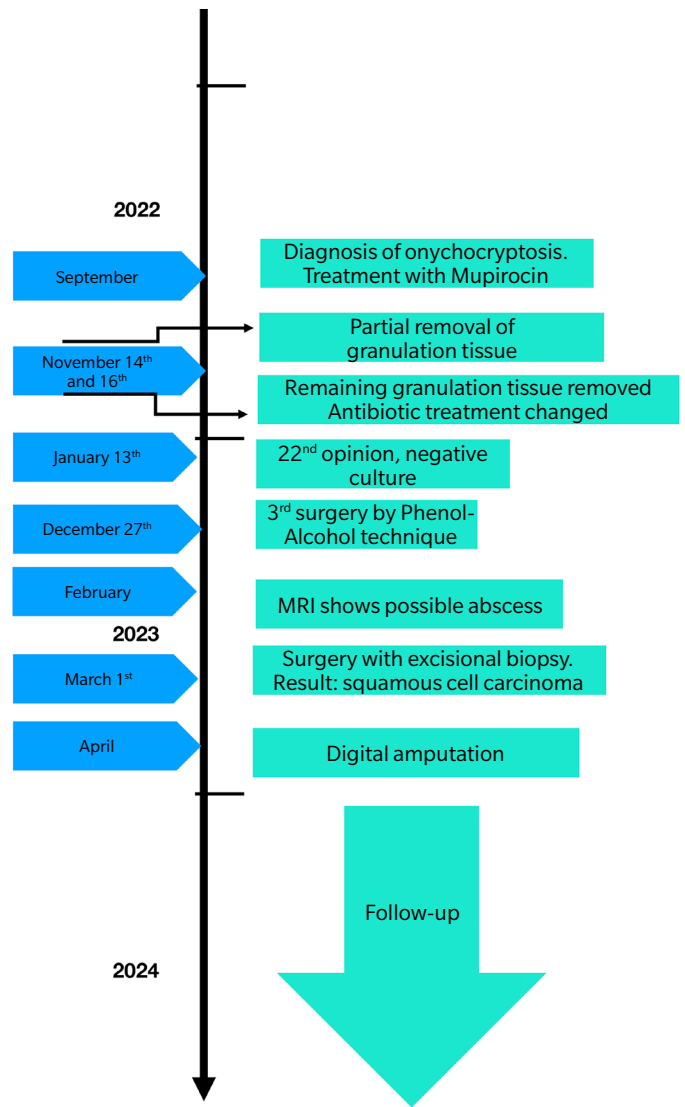 2022
September
Diagnosis of onychocryptosis.
Treatment with Mupirocin
Partial removal of
granulation tissue
November 14th
and 16th
Remaining granulation tissue removed
Antibiotic treatment changed
January 13th
22nd opinion, negative
culture
December 27th
3rd surgery by Phenol-
Alcohol technique
February
MRI shows possible abscess
2023
March 1st
Surgery with excisional biopsy.
Result: squamous cell carcinoma
April
Digital amputation
Follow-up
2024